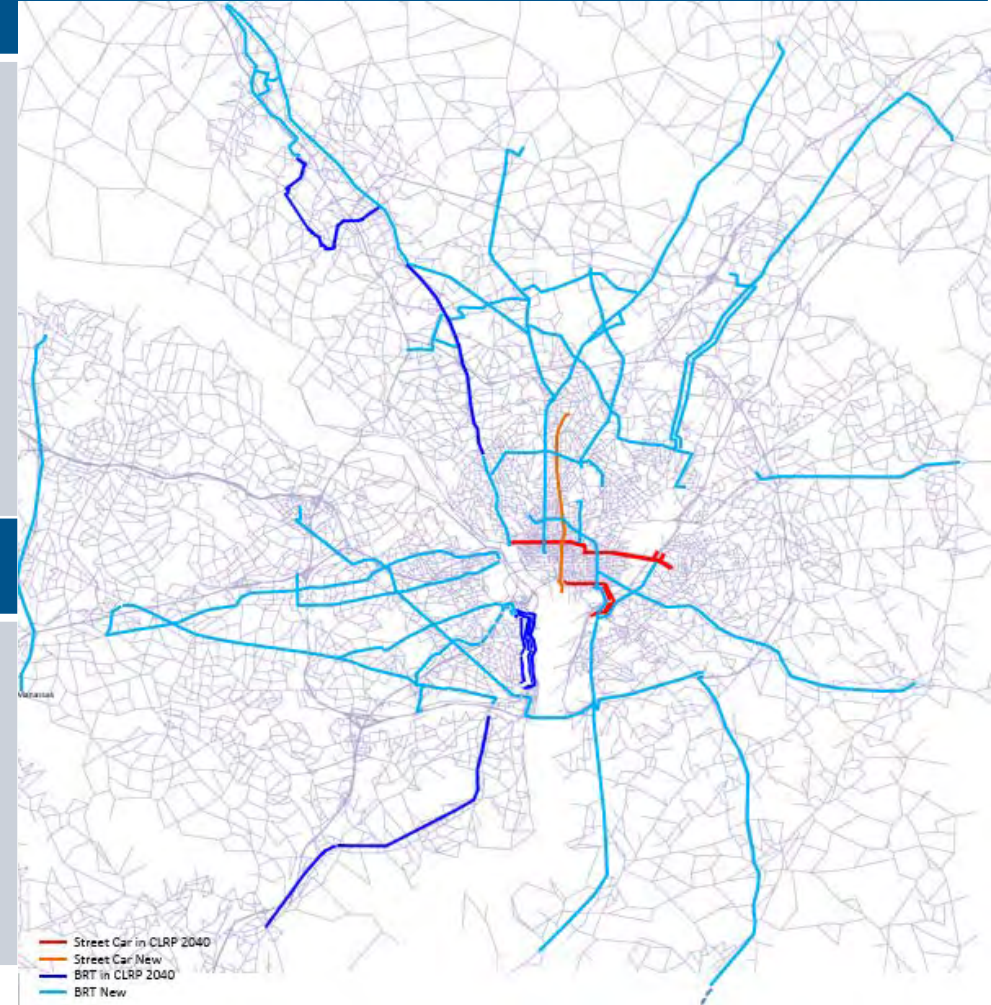 Manassas
Street Car in CLRP 2040
Street Car New
BRT in CLRP 2040
BRT New